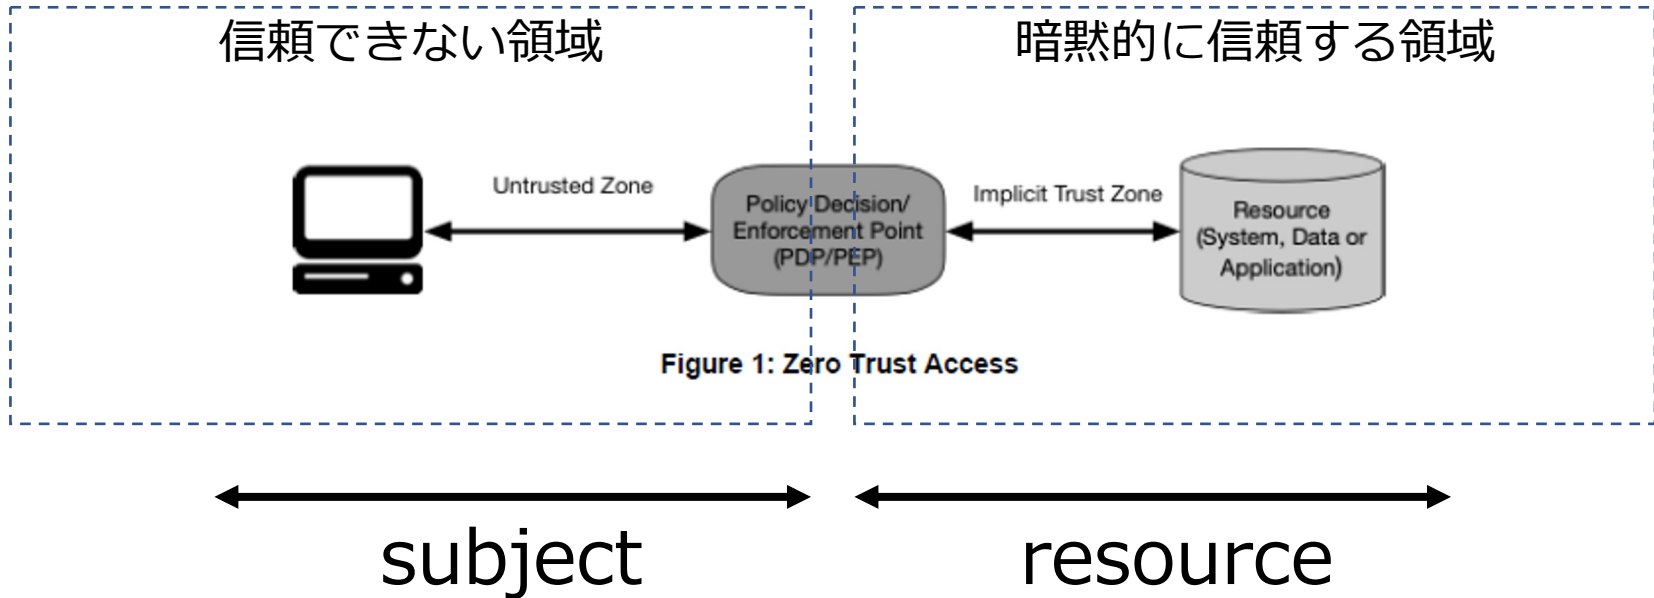 信頼できない領域
暗黙的に信頼する領域
Untrusted Zone
Policy Decision/
Enforcement Point
(PDP/PEP)
Implicit Trust Zone
Resource
(System, Data or
Application)
Figure 1: Zero Trust Access
subject
resource